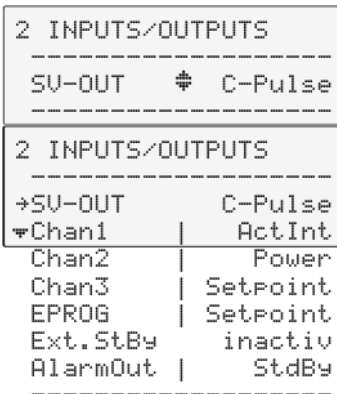 2 INPUTS/OUTPUTS
--------------------
SV-OUT ♦ C-Pulse
--------------------
2 INPUTS/OUTPUTS
--------------------
→SV-OUT C-Pulse
▾Chan1 | ActInt
Chan2 | Power
Chan3 | Setpoint
EPROG | Setpoint
Ext.StBy inactiv
AlarmOut | StdBy
--------------------